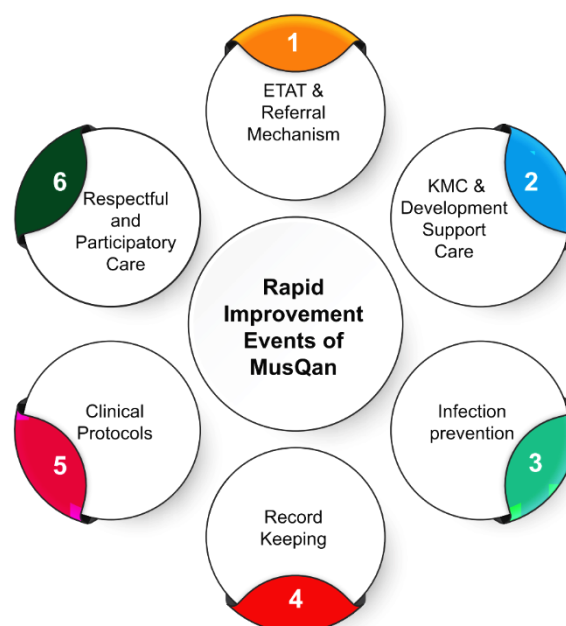 1
ETAT &
Referral
Mechanism
2
KMC &
Development
Support
Care
3
Infection
prevention
4
Record
Keeping
5
Clinical
Protocols
6
Respectful
and
Participatory
Care
Rapid
Improvement
Events of
MusQan